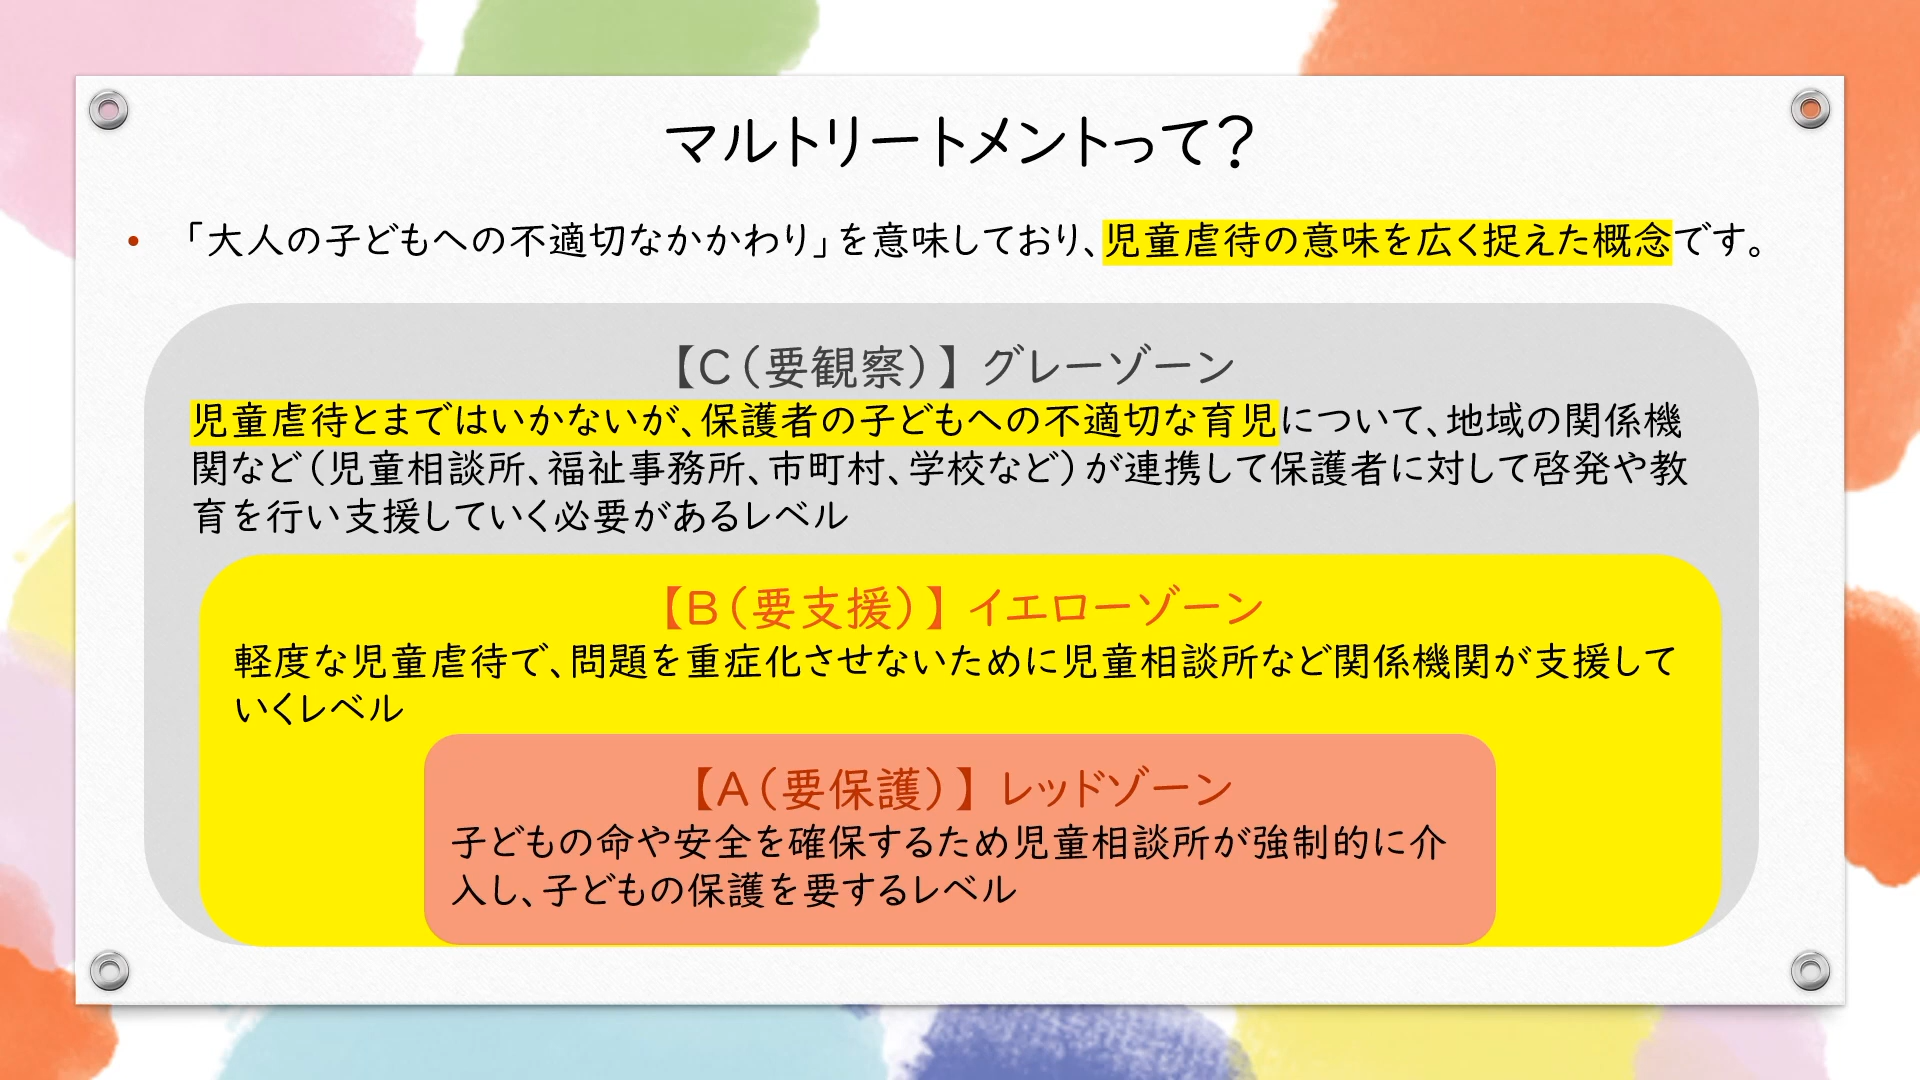 マルトリートメントって？
• 「大人の子どもへの不適切なかかわり」を意味しており、児童虐待の意味を広く捉えた概念です。
【C（要観察）】グレーゾーン
児童虐待とまではいかないが、保護者の子どもへの不適切な育児について、地域の関係機
関など（児童相談所、福祉事務所、市町村、学校など）が連携して保護者に対して啓発や教
育を行い支援していく必要があるレベル
【B（要支援）】イエローゾーン
軽度な児童虐待で、問題を重症化させないために児童相談所など関係機関が支援して
いくレベル
【A（要保護）】レッドゾーン
子どもの命や安全を確保するため児童相談所が強制的に介
入し、子どもの保護を要するレベル